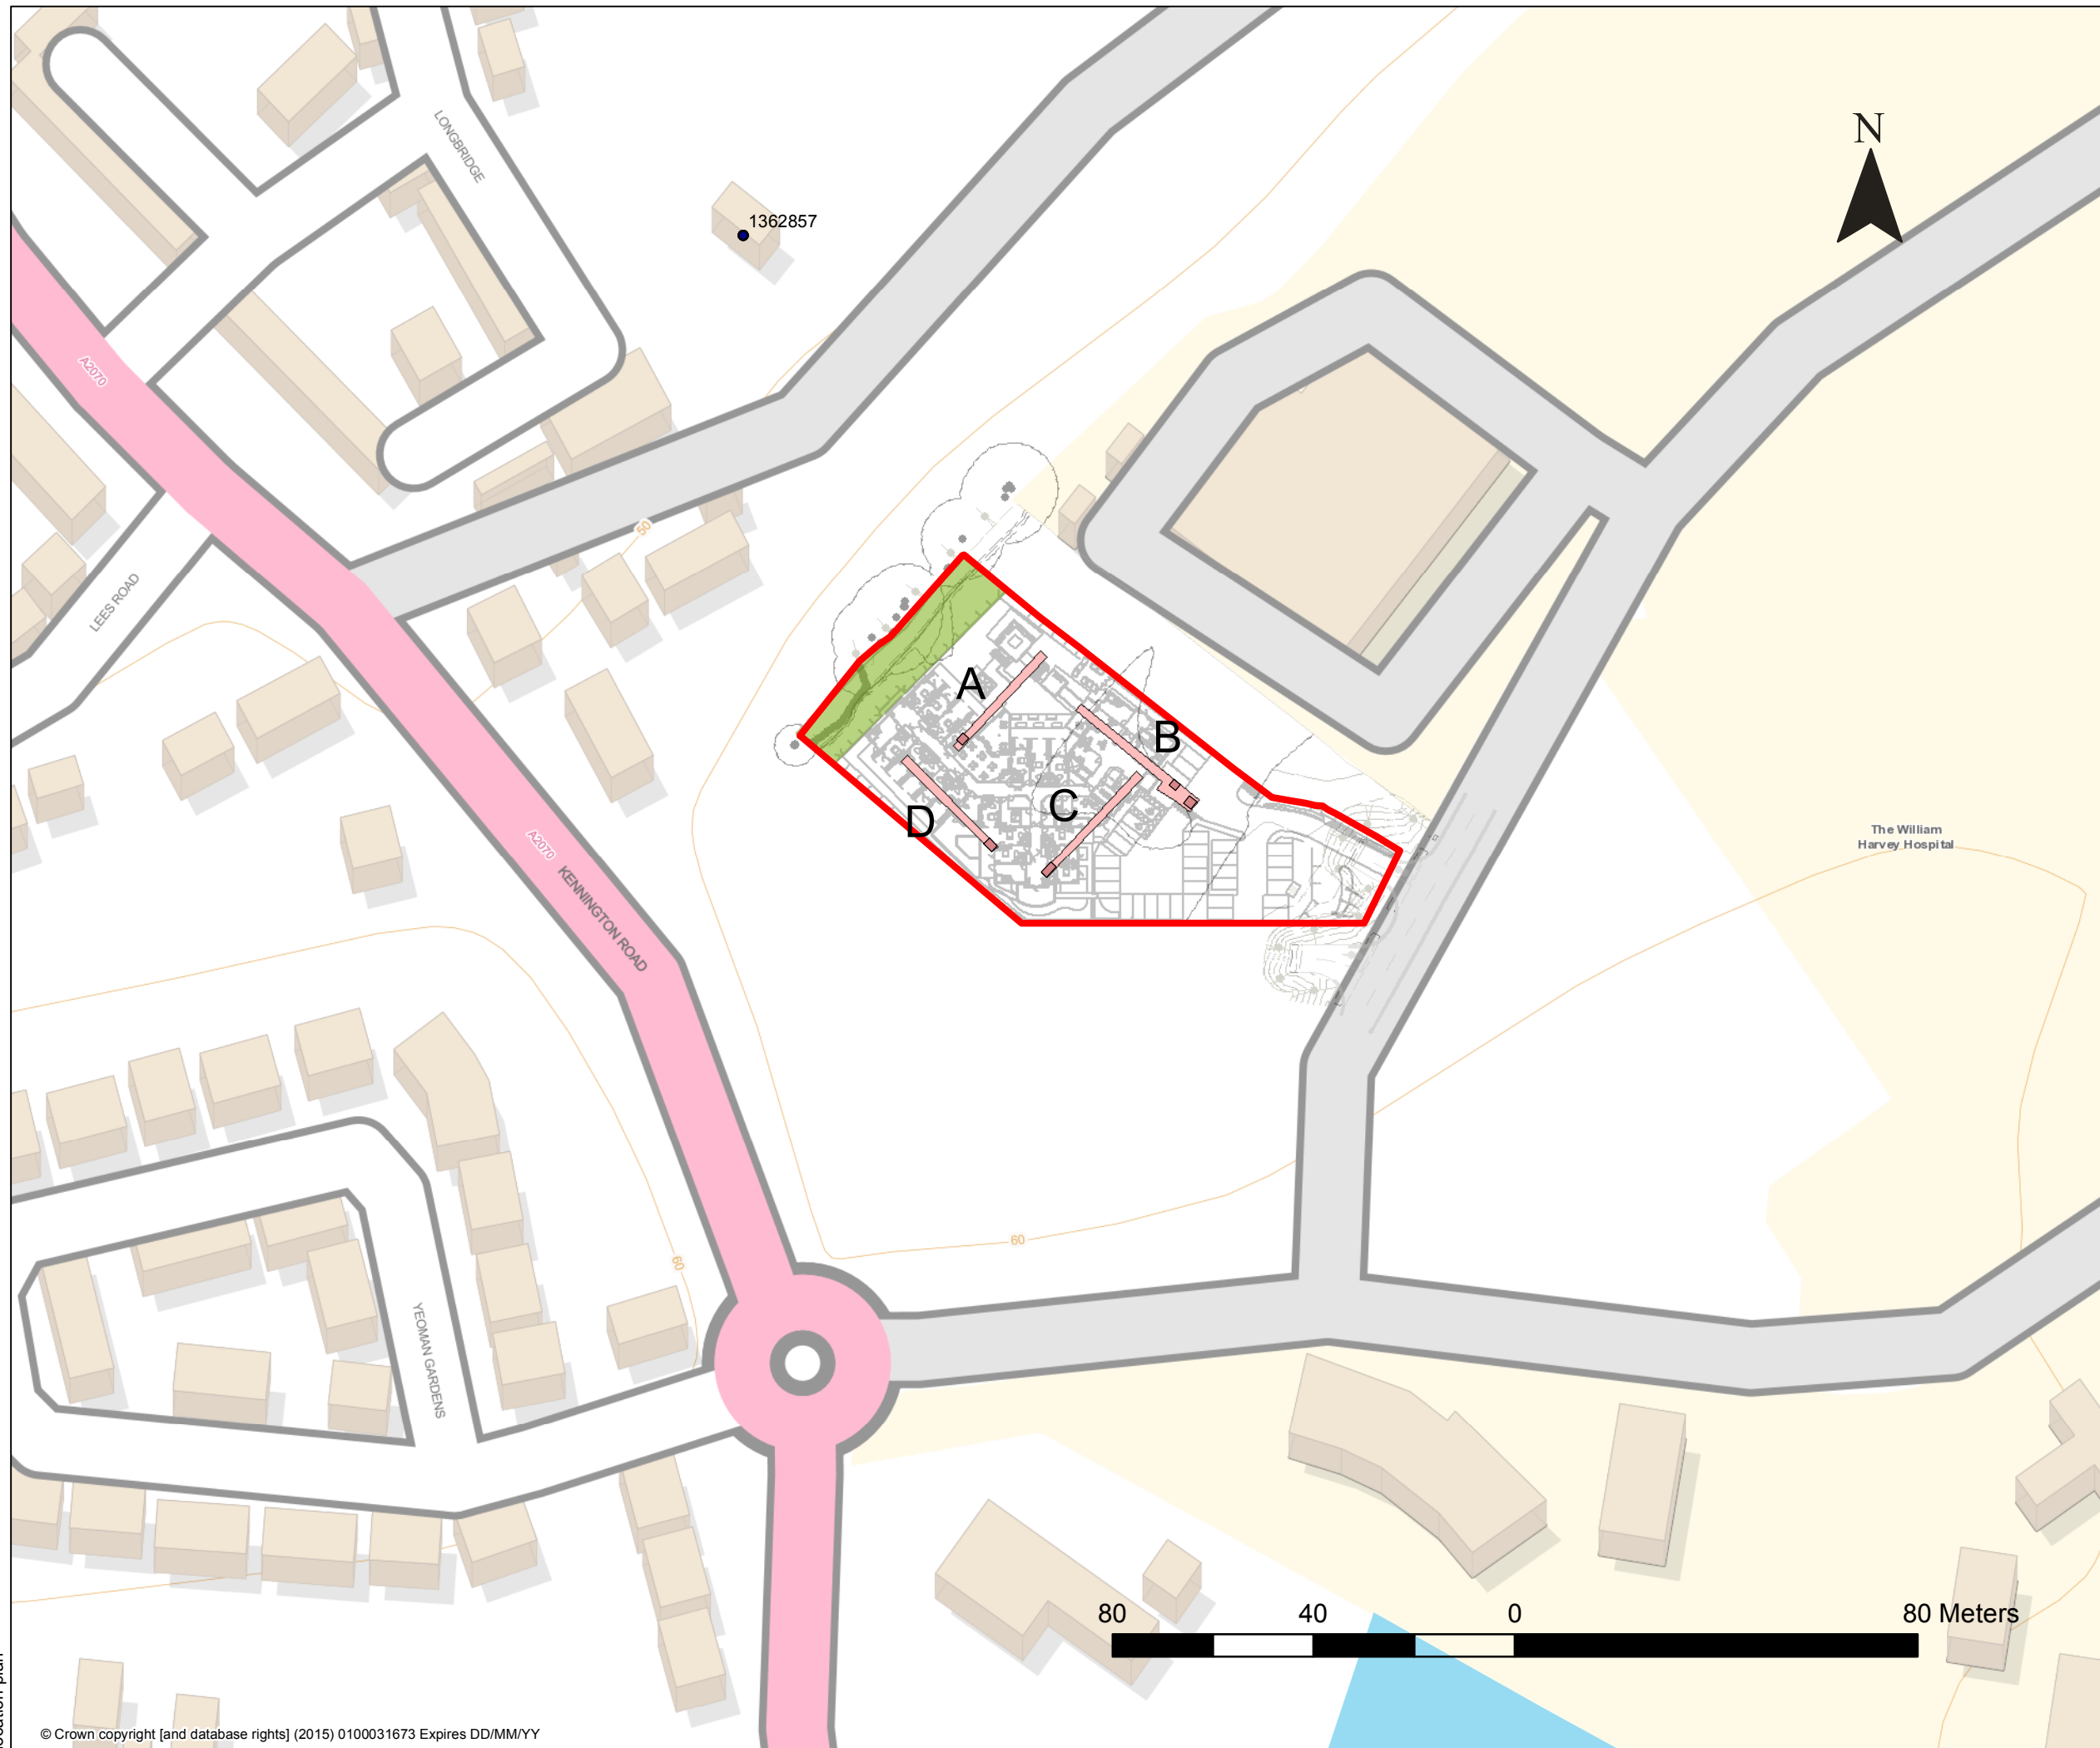 LONGBRIDGE
N
1362857
A2070
50
LEES ROAD
A
B
C
D
The William
Harvey Hospital
A2070
KENNINGTON ROAD
60
60
YEOMAN GARDENS
80 40 0 80 Meters
© Crown copyright [and database rights] (2015) 0100031673 Expires DD/MM/YY